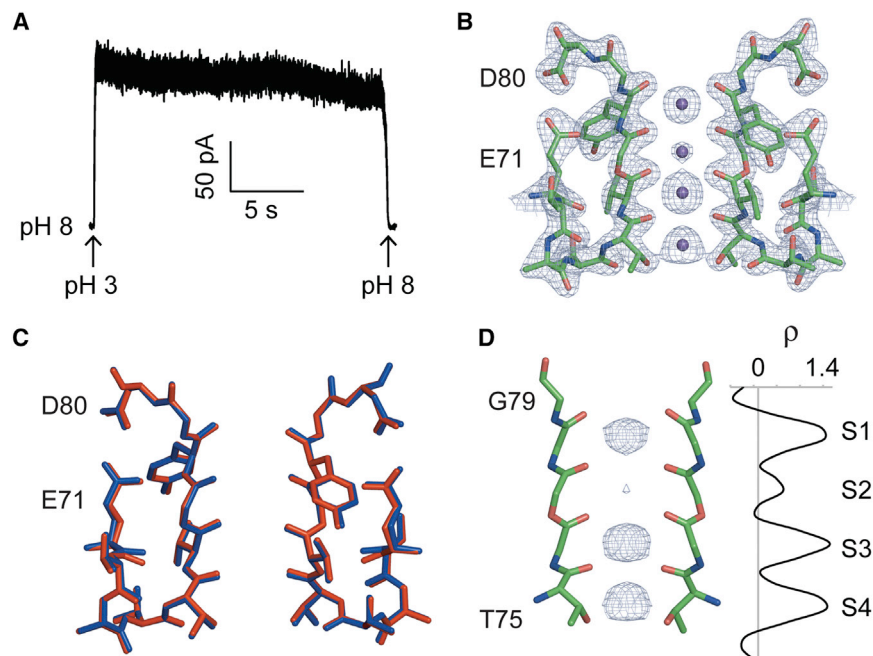 A
50 pA
5 s
pH 8
pH 3
pH 8
B
D80
E71
C
D80
E71
D
G79
T75
ρ
0 1.4
S1
S2
S3
S4